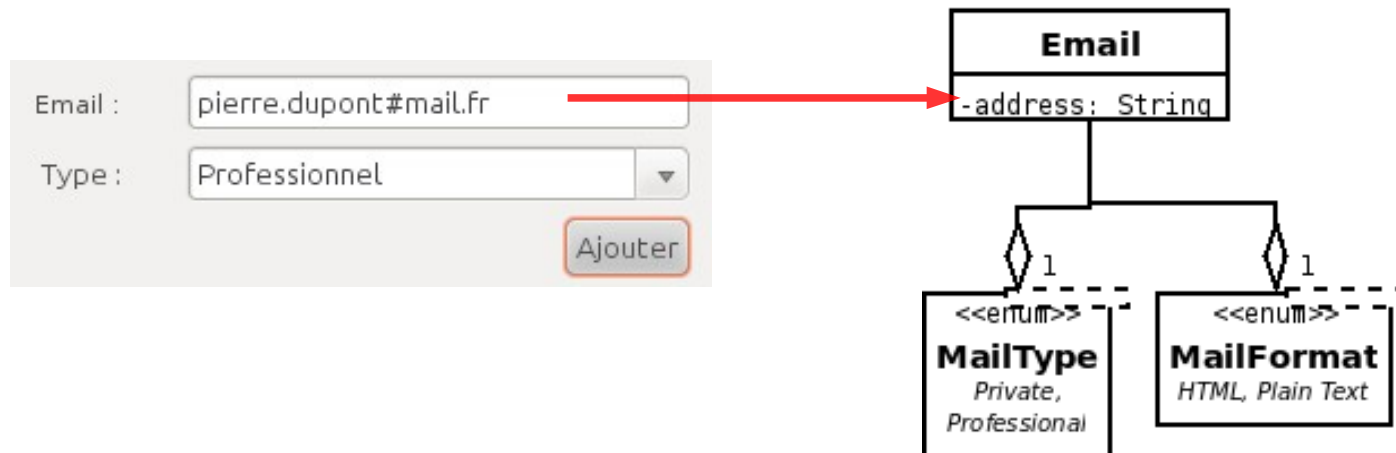 Email :
pierre.dupont#mail.fr
Type :
Professionnel
Ajouter
Email
-address: String
1
1
<<enum>>
MailType
Private,
Professional
<<enum>>
MailFormat
HTML, Plain Text